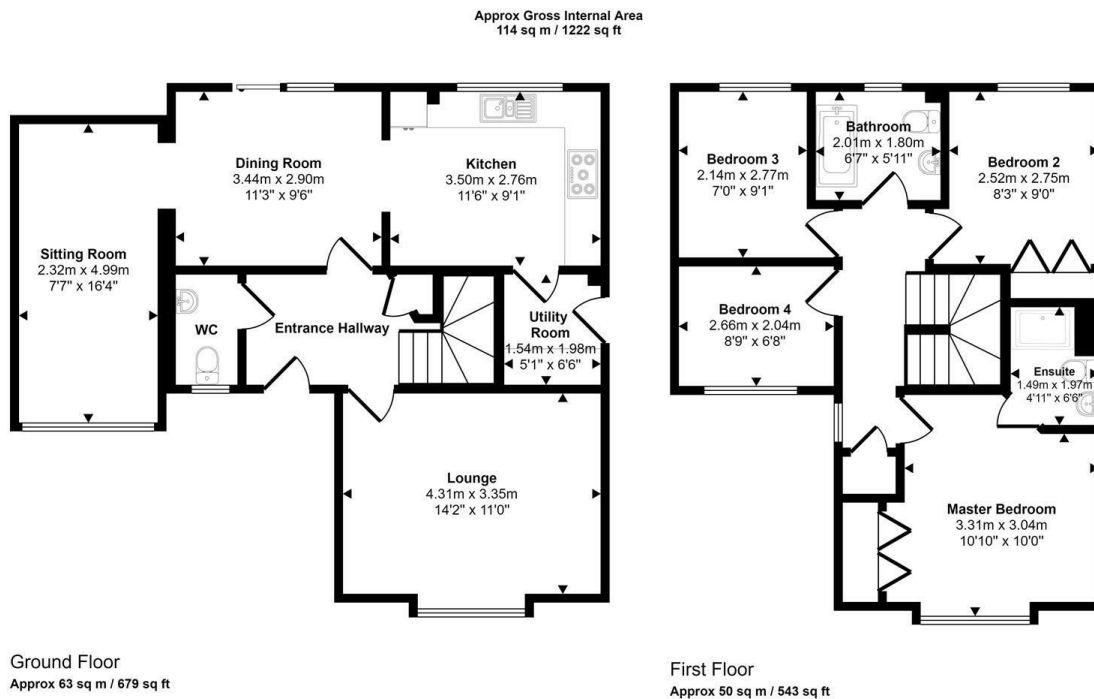 Approx Gross Internal Area
114 sq m / 1222 sq ft
Dining Room
3.44m x 2.90m
11'3" x 9'6"
Kitchen
3.50m x 2.76m
11'6" x 9'1"
Sitting Room
2.32m x 4.99m
7'7" x 16'4"
WC
Entrance Hallway
Utility
Room
1.54m x 1.98m
5'1" x 6'6"
Lounge
4.31m x 3.35m
14'2" x 11'0"
Ground Floor
Approx 63 sq m / 679 sq ft
Bedroom 3
2.14m x 2.77m
7'0" x 9'1"
Bathroom
2.01m x 1.80m
6'7" x 5'11"
Bedroom 2
2.52m x 2.75m
8'3" x 9'0"
Bedroom 4
2.66m x 2.04m
8'9" x 6'8"
Ensuite
1.49m x 1.97m
4'11" x 6'6"
Master Bedroom
3.31m x 3.04m
10'10" x 10'0"
First Floor
Approx 50 sq m / 543 sq ft